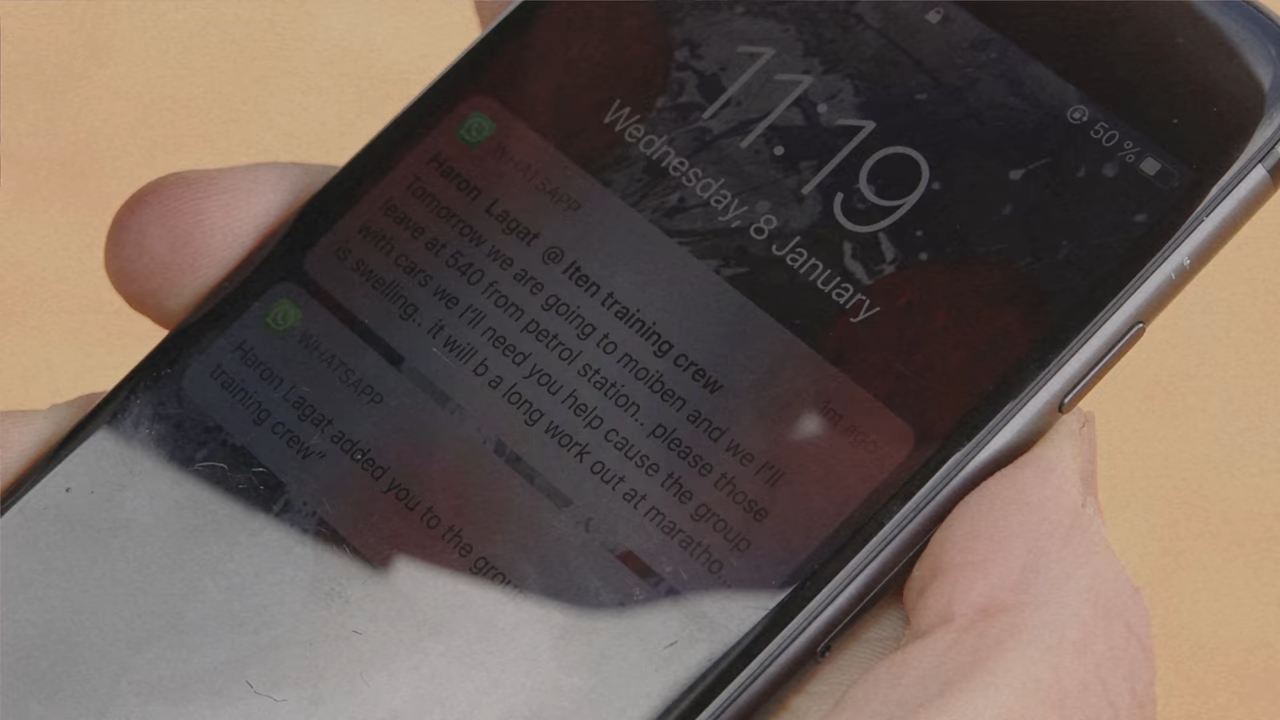 50 %
11:19
Wednesday, 8 January
WHATSAPP
1m ago
Haron Lagat @ Iten training crew
Tomorrow we are going to moiben and we I'll
leave at 540 from petrol station.. please those
with cars we I'll need you help cause the group
is swelling.. it will b a long work out at maratho...
WHATSAPP
Haron Lagat added you to the group
training crew"